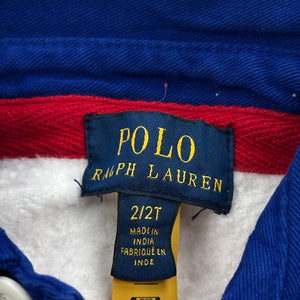 POLO
RALPH LAUREN
2/2T
MADE IN
INDIA
FABRIQUÉ EN
INDE